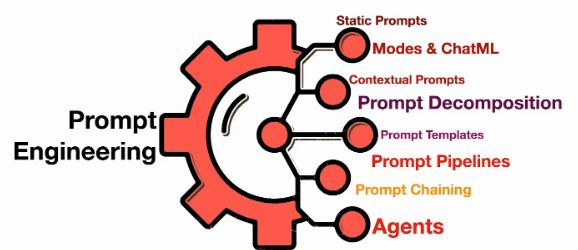 Static Prompts
Modes & ChatML
Contextual Prompts
Prompt Decomposition
Prompt
Engineering
Prompt Templates
Prompt Pipelines
Prompt Chaining
Agents